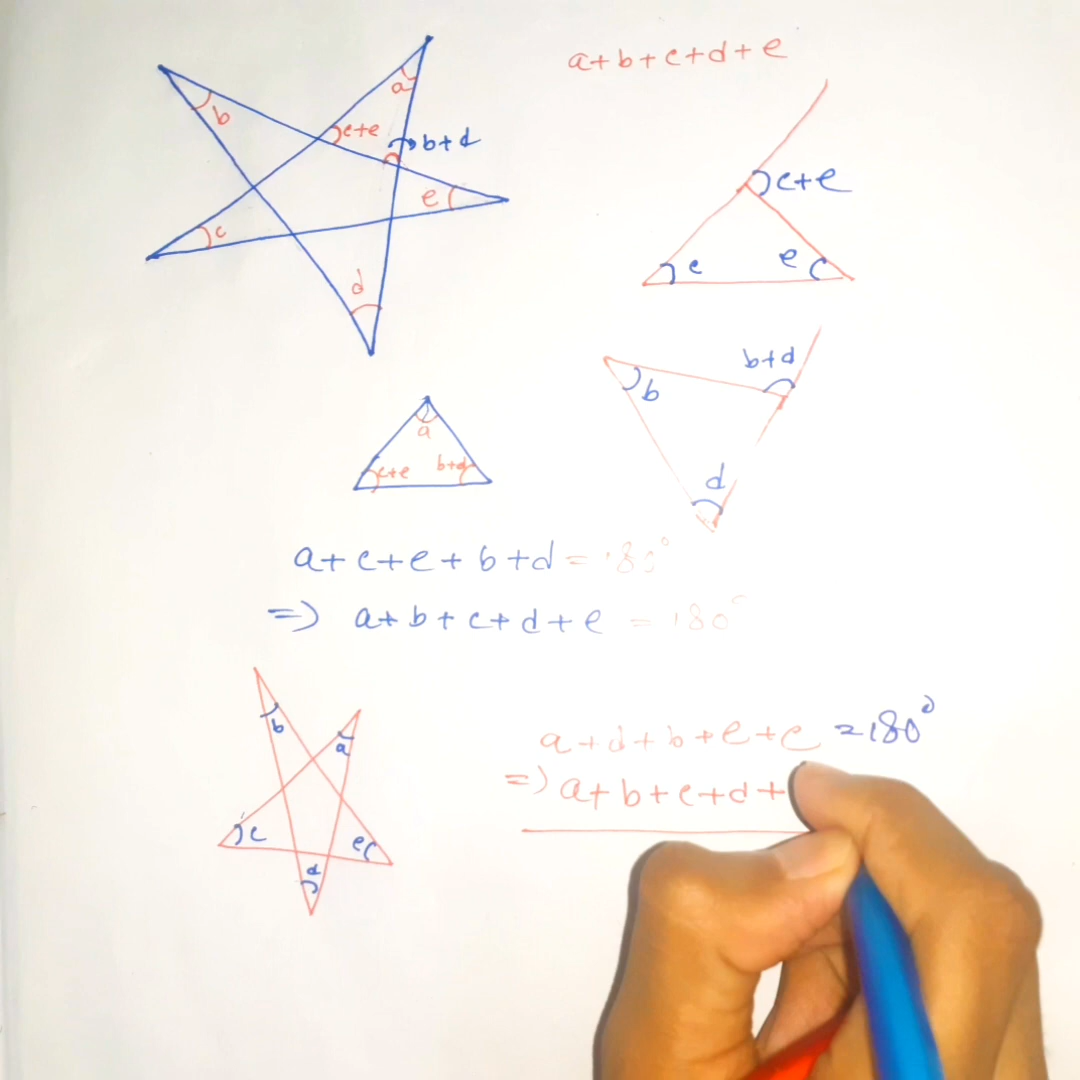 a+b+c+d+e
a
b
c+e
b+d
e
c
d
c+e
c
e
b+d
b
d
a
c+e
b+d
a+c+e+b+d=180°
=> a+b+c+d+e = 180°
b
a
c
e
d
a+d+b+e+e =180°
=> a+b+c+d+